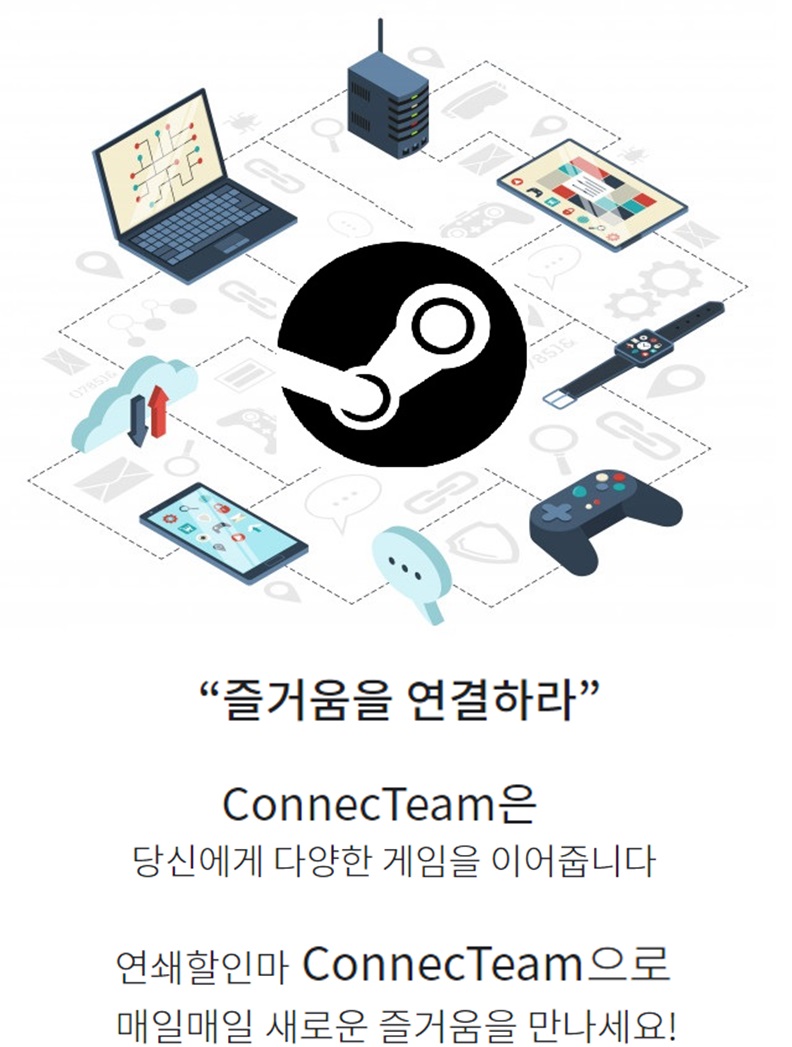 “즐거움을 연결하라”
ConnecTeam은
당신에게 다양한 게임을 이어줍니다
연쇄할인마 ConnecTeam으로
매일매일 새로운 즐거움을 만나세요!